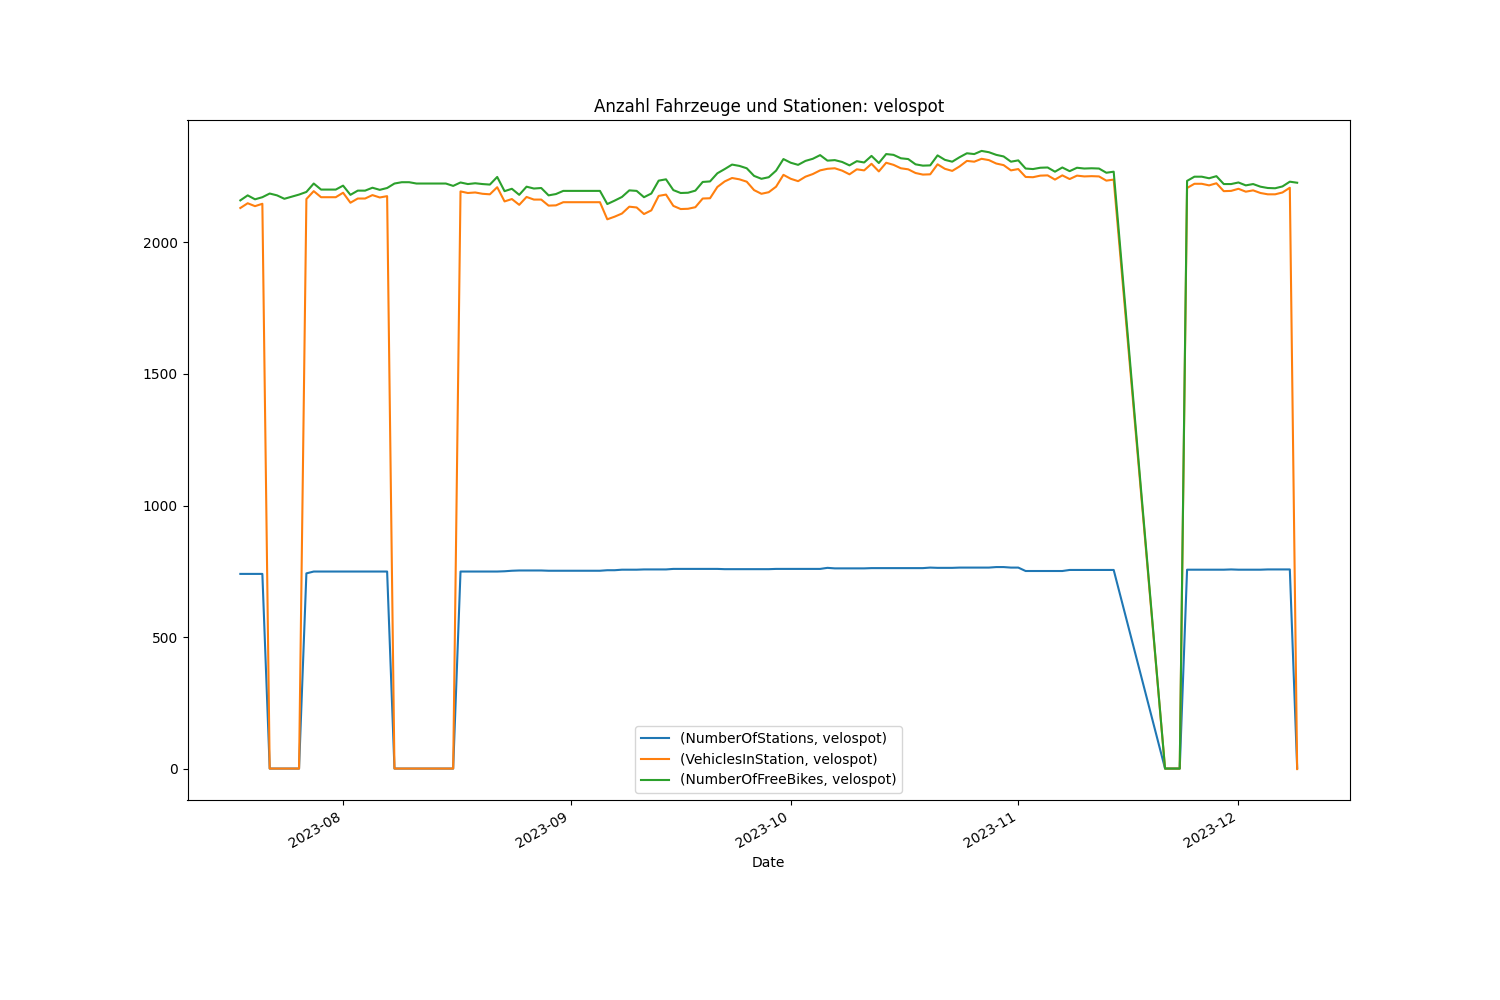 Anzahl Fahrzeuge und Stationen: velospot
2000
1500
1000
500
0
(NumberOfStations, velospot)
(VehiclesInStation, velospot)
(NumberOfFreeBikes, velospot)
2023-08
2023-09
2023-10
2023-11
2023-12
Date